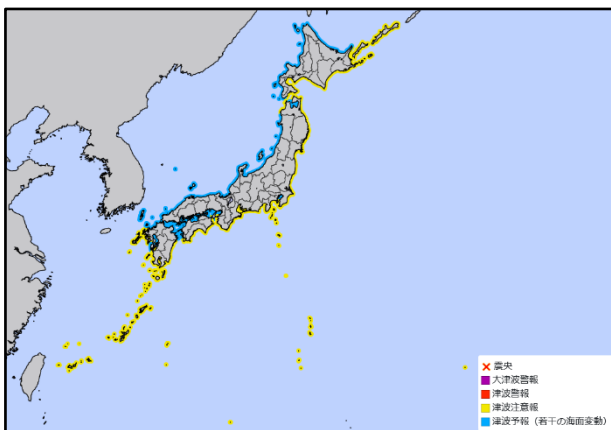 震央
大津波警報
津波警報
津波注意報
津波予報（若干の海面変動）